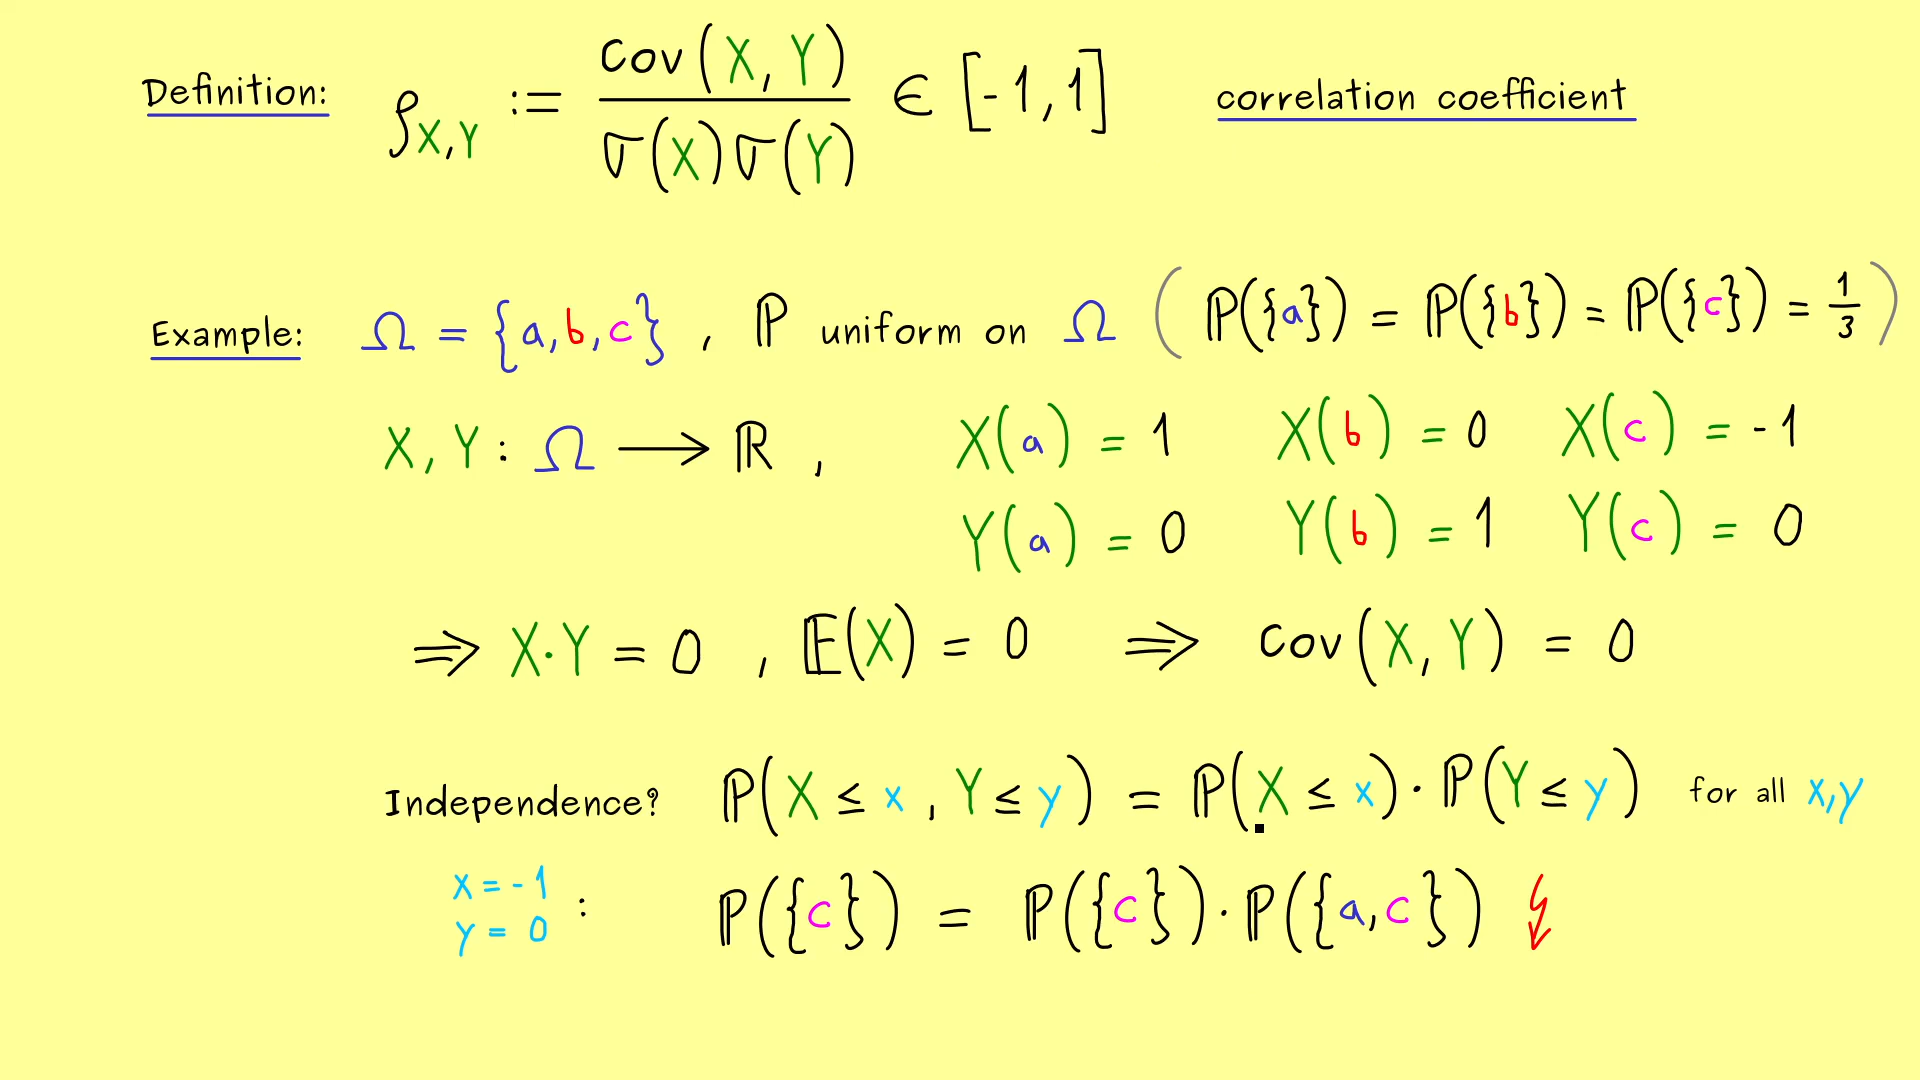 Definition: ρ_{X,Y} := Cov(X, Y) / σ(X)σ(Y) ∈ [-1, 1] correlation coefficient
Example: Ω = {a, b, c} , ℙ uniform on Ω ( ℙ({a}) = ℙ({b}) = ℙ({c}) = 1/3 )
X, Y : Ω ⟶ ℝ , X(a) = 1 X(b) = 0 X(c) = -1
Y(a) = 0 Y(b) = 1 Y(c) = 0
⇒ X·Y = 0 , 𝔼(X) = 0 ⇒ Cov(X, Y) = 0
Independence? ℙ(X ≤ x , Y ≤ y) = ℙ(X ≤ x) · ℙ(Y ≤ y) for all x, y
x = -1
y = 0 : ℙ({c}) = ℙ({c}) · ℙ({a, c}) ↯